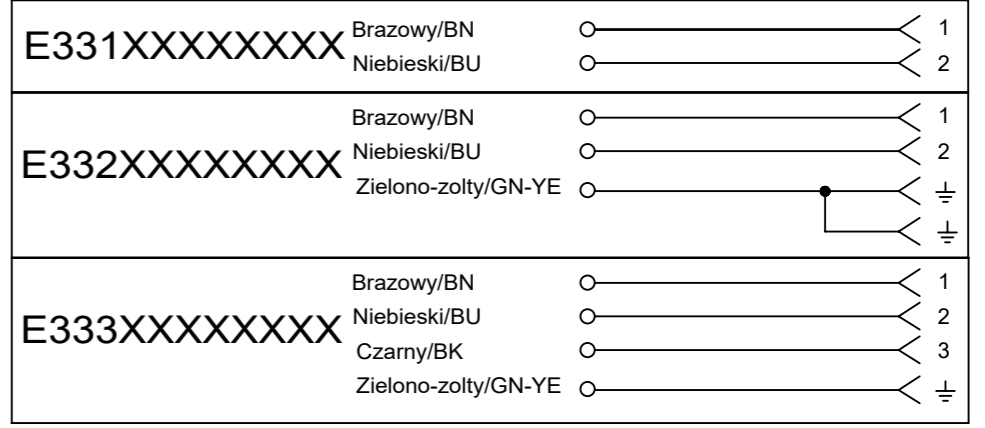 E331XXXXXXXX
Brazowy/BN 1
Niebieski/BU 2
E332XXXXXXXX
Brazowy/BN 1
Niebieski/BU 2
Zielono-zolty/GN-YE
E333XXXXXXXX
Brazowy/BN 1
Niebieski/BU 2
Czarny/BK 3
Zielono-zolty/GN-YE